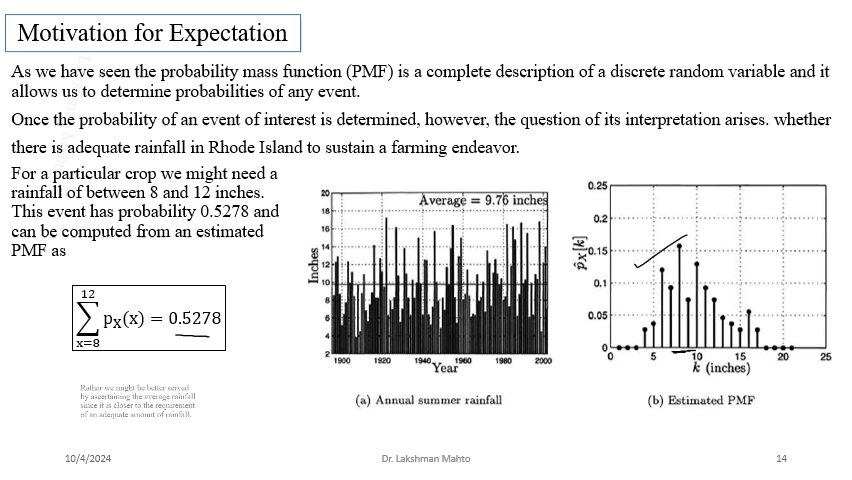 Motivation for Expectation
As we have seen the probability mass function (PMF) is a complete description of a discrete random variable and it
allows us to determine probabilities of any event.
Once the probability of an event of interest is determined, however, the question of its interpretation arises. whether
there is adequate rainfall in Rhode Island to sustain a farming endeavor.
For a particular crop we might need a
rainfall of between 8 and 12 inches.
This event has probability 0.5278 and
can be computed from an estimated
PMF as
12
∑ pX(x) = 0.5278
x=8
Rather we might be better served
by ascertaining the average rainfall
since it is closer to the requirement
of an adequate amount of rainfall.
Average = 9.76 inches
Inches
20
18
16
14
12
10
8
6
4
2
1900 1920 1940 1960 1980 2000
Year
(a) Annual summer rainfall
p̂X[k]
0.25
0.2
0.15
0.1
0.05
0
0 5 10 15 20 25
k (inches)
(b) Estimated PMF
10/4/2024 Dr. Lakshman Mahto 14